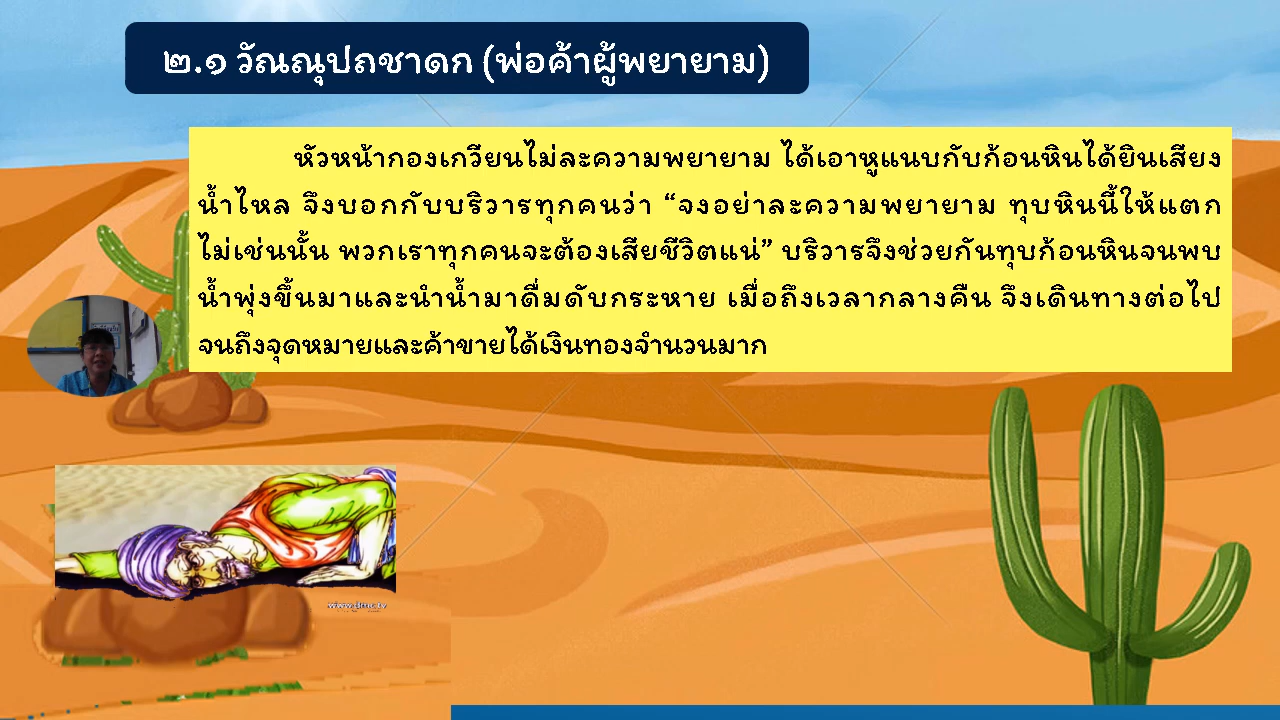 ๒.๑ วัณณุปถชาดก (พ่อค้าผู้พยายาม)
หัวหน้ากองเกวียนไม่ละความพยายาม ได้เอาหูแนบกับก้อนหินได้ยินเสียง
น้ำไหล จึงบอกกับบริวารทุกคนว่า “จงอย่าละความพยายาม ทุบหินนี้ให้แตก
ไม่เช่นนั้น พวกเราทุกคนจะต้องเสียชีวิตแน่” บริวารจึงช่วยกันทุบก้อนหินจนพบ
น้ำพุ่งขึ้นมาและนำน้ำมาดื่มดับกระหาย เมื่อถึงเวลากลางคืน จึงเดินทางต่อไป
จนถึงจุดหมายและค้าขายได้เงินทองจำนวนมาก
www.dmc.tv